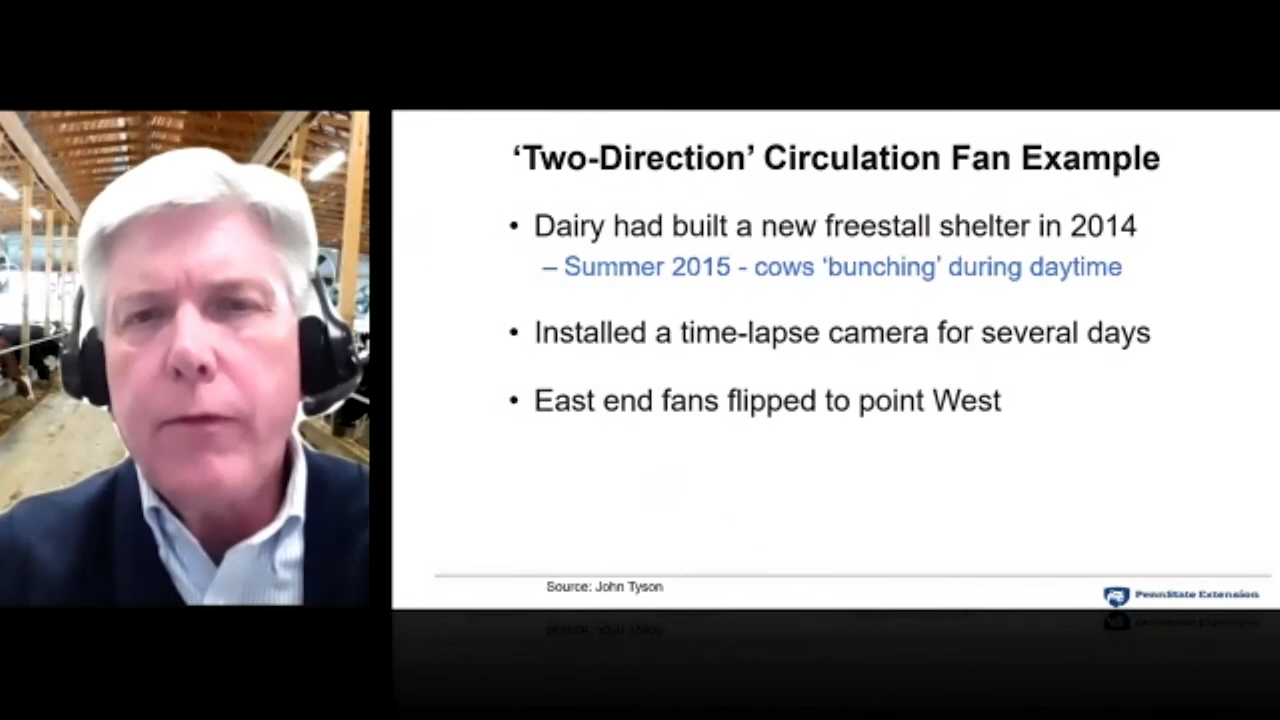 ‘Two-Direction’ Circulation Fan Example
• Dairy had built a new freestall shelter in 2014
– Summer 2015 - cows ‘bunching’ during daytime
• Installed a time-lapse camera for several days
• East end fans flipped to point West
Source: John Tyson
PennState Extension